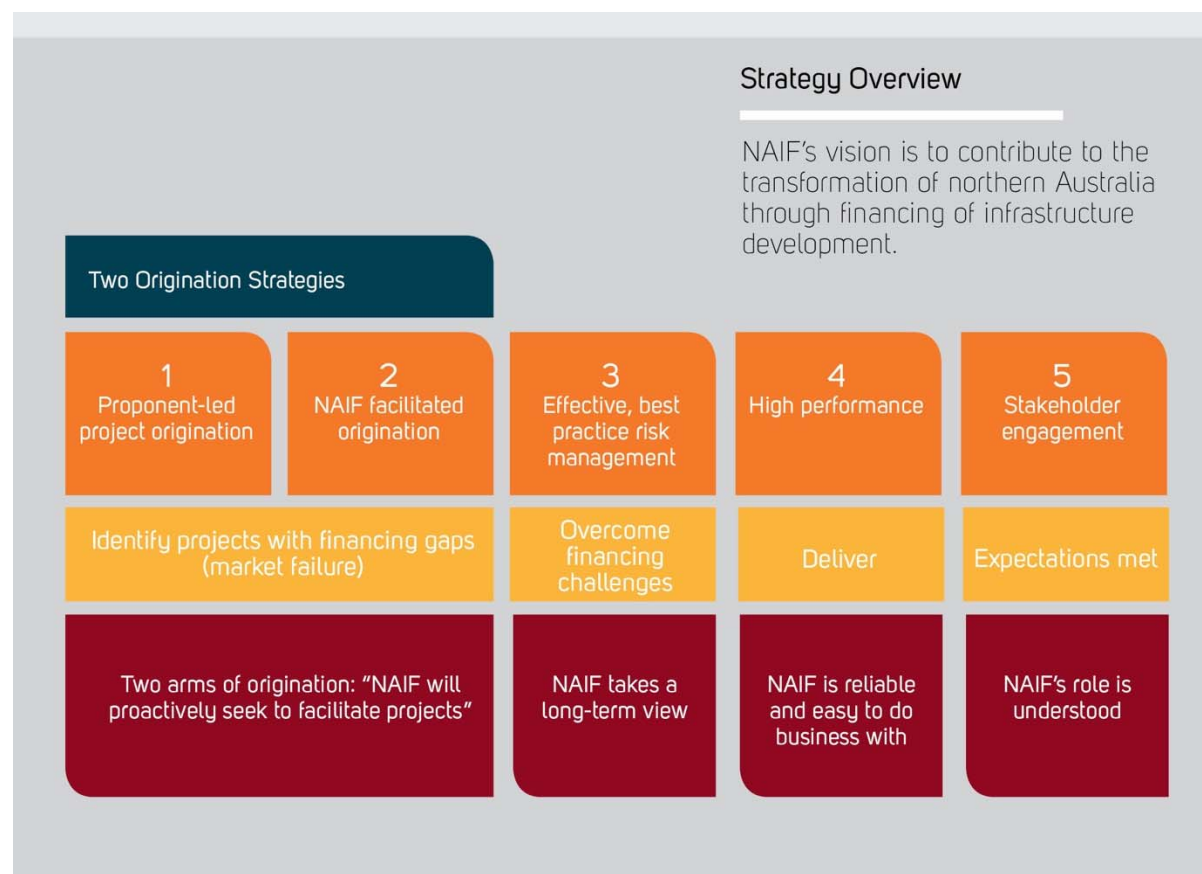 Strategy Overview
NAIF’s vision is to contribute to the
transformation of northern Australia
through financing of infrastructure
development.
Two Origination Strategies
1
Proponent-led
project origination
2
NAIF facilitated
origination
3
Effective, best
practice risk
management
4
High performance
5
Stakeholder
engagement
Identify projects with financing gaps
(market failure)
Overcome
financing
challenges
Deliver
Expectations met
Two arms of origination: “NAIF will
proactively seek to facilitate projects”
NAIF takes a
long-term view
NAIF is reliable
and easy to do
business with
NAIF’s role is
understood